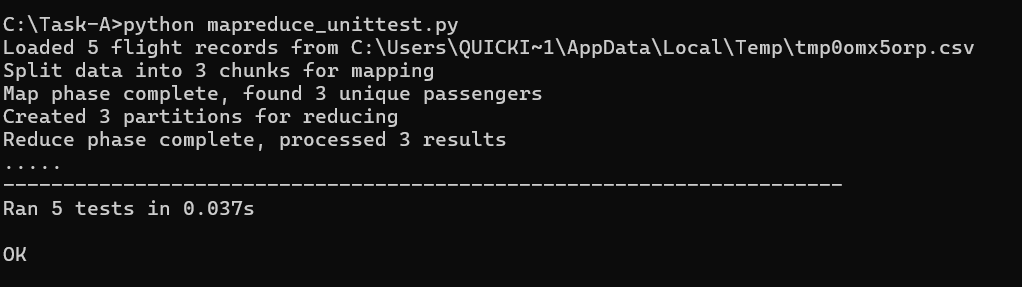 C:\Task-A>python mapreduce_unittest.py
Loaded 5 flight records from C:\Users\QUICKI~1\AppData\Local\Temp\tmp0omx5orp.csv
Split data into 3 chunks for mapping
Map phase complete, found 3 unique passengers
Created 3 partitions for reducing
Reduce phase complete, processed 3 results
.....
----------------------------------------------------------------------
Ran 5 tests in 0.037s
OK